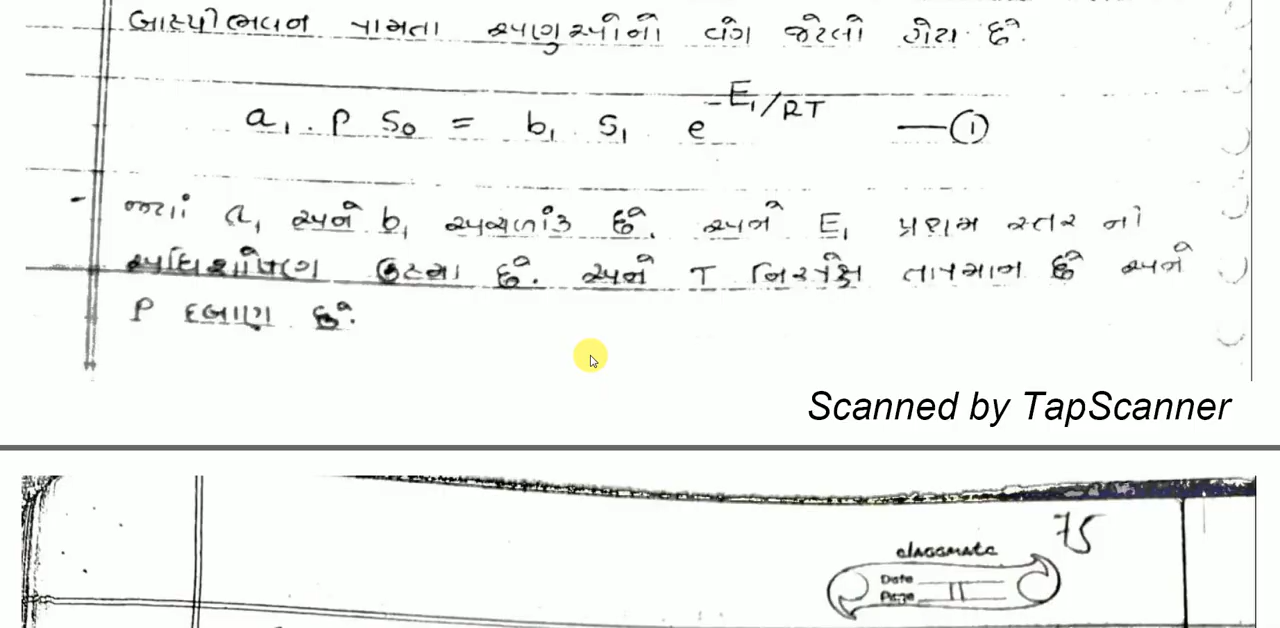 બાષ્પીભવન પામતા અણુઓનો વેગ જેટલો હોય છે.
a₁ . P S₀ = b₁ S₁ e^-E₁/RT —①
- જ્યાં a₁ અને b₁ અચળાંક છે. અને E₁ પ્રથમ સ્તર નો
અધિશોષણ ઉષ્મા છે. અને T નિરપેક્ષ તાપમાન છે અને
P દબાણ છે.
Scanned by TapScanner
75
classmate
Date
Page